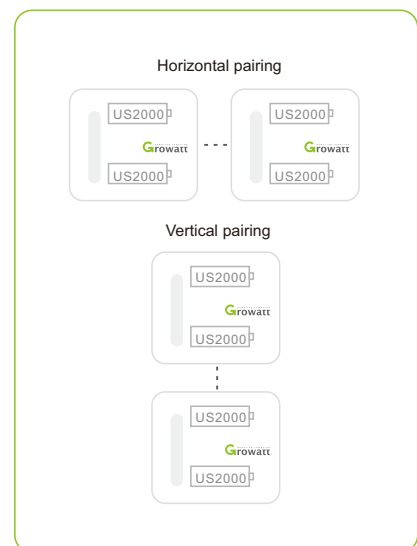 Horizontal pairing
US2000 US2000
Growatt Growatt
US2000 US2000
Vertical pairing
US2000
Growatt
US2000
US2000
Growatt
US2000